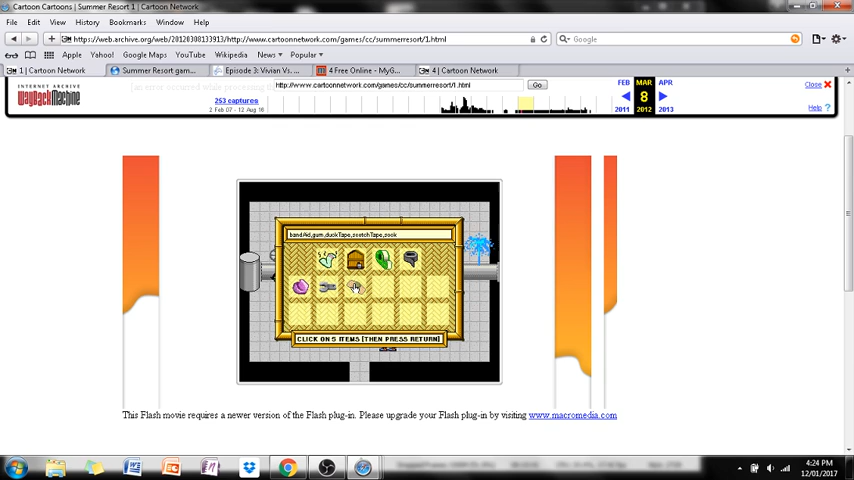 Cartoon Cartoons | Summer Resort 1 | Cartoon Network
File Edit View History Bookmarks Window Help
https://web.archive.org/web/20120308133913/http://www.cartoonnetwork.com/games/cc/summerresort/1.html
Google
Apple Yahoo! Google Maps YouTube Wikipedia News Popular
1 | Cartoon Network
Summer Resort gam...
Episode 3: Vivian Vs. ...
4 Free Online - MyG...
4 | Cartoon Network
INTERNET ARCHIVE
WayBackMachine
http://www.cartoonnetwork.com/games/cc/summerresort/1.html
Go
253 captures
2 Feb 07 - 12 Aug 16
FEB MAR APR
8
2011 2012 2013
Close
Help
bandAid,gum,duckTape,scotchTape,sock
CLICK ON 5 ITEMS [THEN PRESS RETURN]
This Flash movie requires a newer version of the Flash plug-in. Please upgrade your Flash plug-in by visiting www.macromedia.com
4:24 PM
12/01/2017